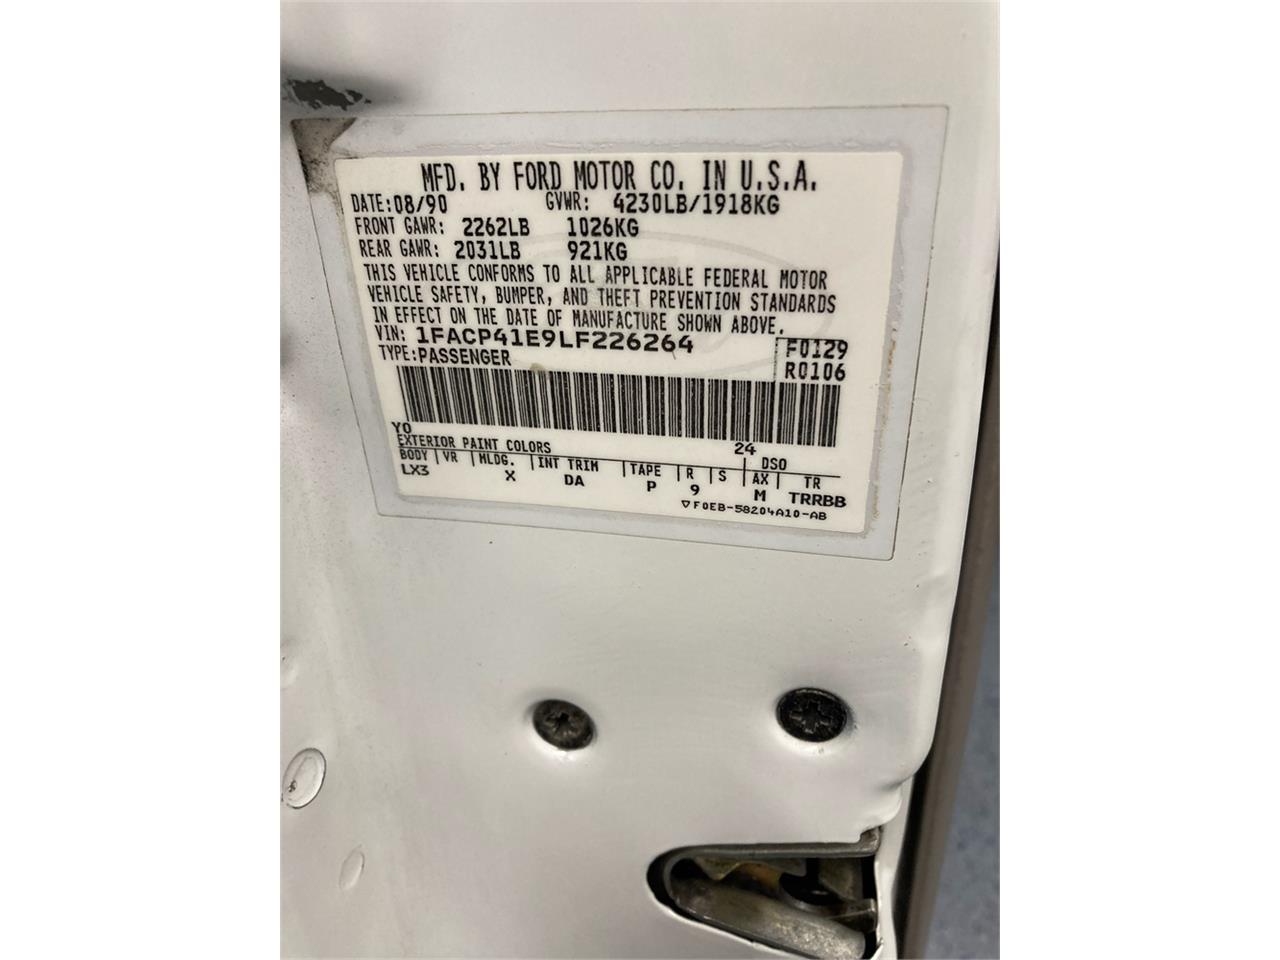 MFD. BY FORD MOTOR CO. IN U.S.A.
DATE:08/90 GVWR: 4230LB/1918KG
FRONT GAWR: 2262LB 1026KG
REAR GAWR: 2031LB 921KG
THIS VEHICLE CONFORMS TO ALL APPLICABLE FEDERAL MOTOR
VEHICLE SAFETY, BUMPER, AND THEFT PREVENTION STANDARDS
IN EFFECT ON THE DATE OF MANUFACTURE SHOWN ABOVE.
VIN: 1FACP41E9LF226264
TYPE:PASSENGER
F0129
R0106
YO 24
EXTERIOR PAINT COLORS DSO
BODY VR MLDG. INT TRIM TAPE R S AX TR
LX3 X DA P 9 M TRRBB
▽F0EB-58204A10-AB